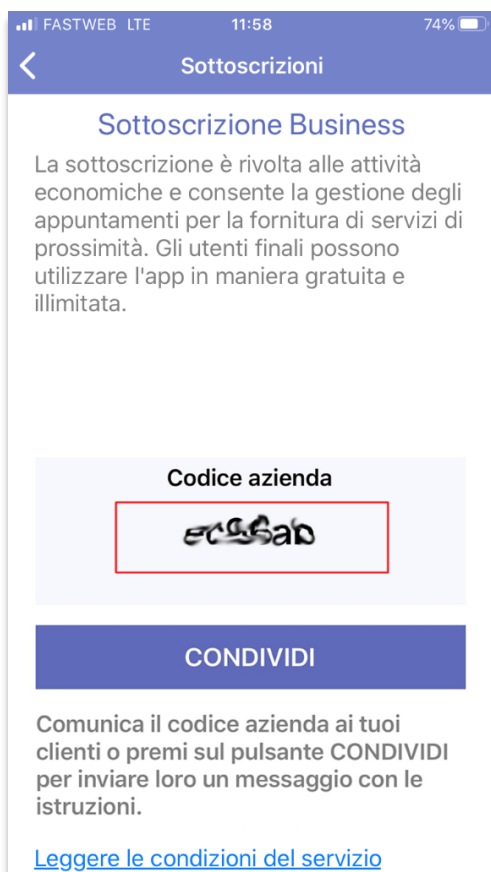 FASTWEB LTE 11:58 74%
Sottoscrizioni
Sottoscrizione Business
La sottoscrizione è rivolta alle attività
economiche e consente la gestione degli
appuntamenti per la fornitura di servizi di
prossimità. Gli utenti finali possono
utilizzare l'app in maniera gratuita e
illimitata.
Codice azienda
CONDIVIDI
Comunica il codice azienda ai tuoi
clienti o premi sul pulsante CONDIVIDI
per inviare loro un messaggio con le
istruzioni.
Leggere le condizioni del servizio